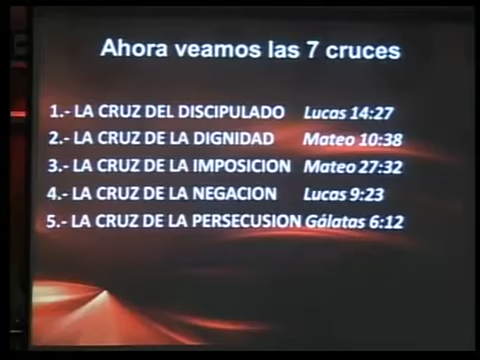 Ahora veamos las 7 cruces
1.- LA CRUZ DEL DISCIPULADO Lucas 14:27
2.- LA CRUZ DE LA DIGNIDAD Mateo 10:38
3.- LA CRUZ DE LA IMPOSICION Mateo 27:32
4.- LA CRUZ DE LA NEGACION Lucas 9:23
5.- LA CRUZ DE LA PERSECUSION Gálatas 6:12